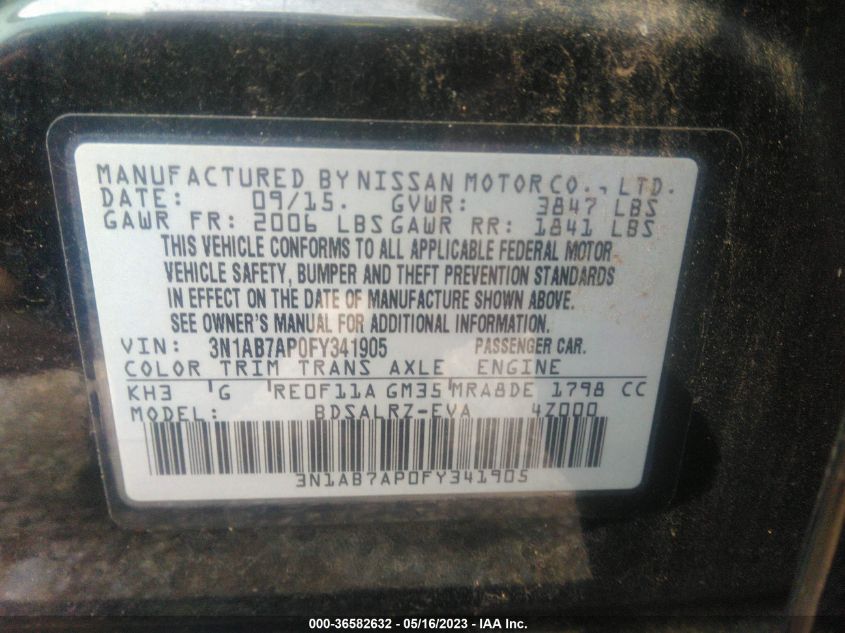 MANUFACTURED BY NISSAN MOTOR CO., LTD.
DATE: 09/15. GVWR: 3847 LBS
GAWR FR: 2006 LBS GAWR RR: 1841 LBS
THIS VEHICLE CONFORMS TO ALL APPLICABLE FEDERAL MOTOR
VEHICLE SAFETY, BUMPER AND THEFT PREVENTION STANDARDS
IN EFFECT ON THE DATE OF MANUFACTURE SHOWN ABOVE.
SEE OWNER'S MANUAL FOR ADDITIONAL INFORMATION.
VIN: 3N1AB7AP0FY341905 PASSENGER CAR.
COLOR TRIM TRANS AXLE ENGINE
KH3 G RE0F11A GM35 MRA8DE 1798 CC
MODEL: BDSALRZ-EVA 4Z000
3N1AB7AP0FY341905
000-36582632 - 05/16/2023 - IAA Inc.